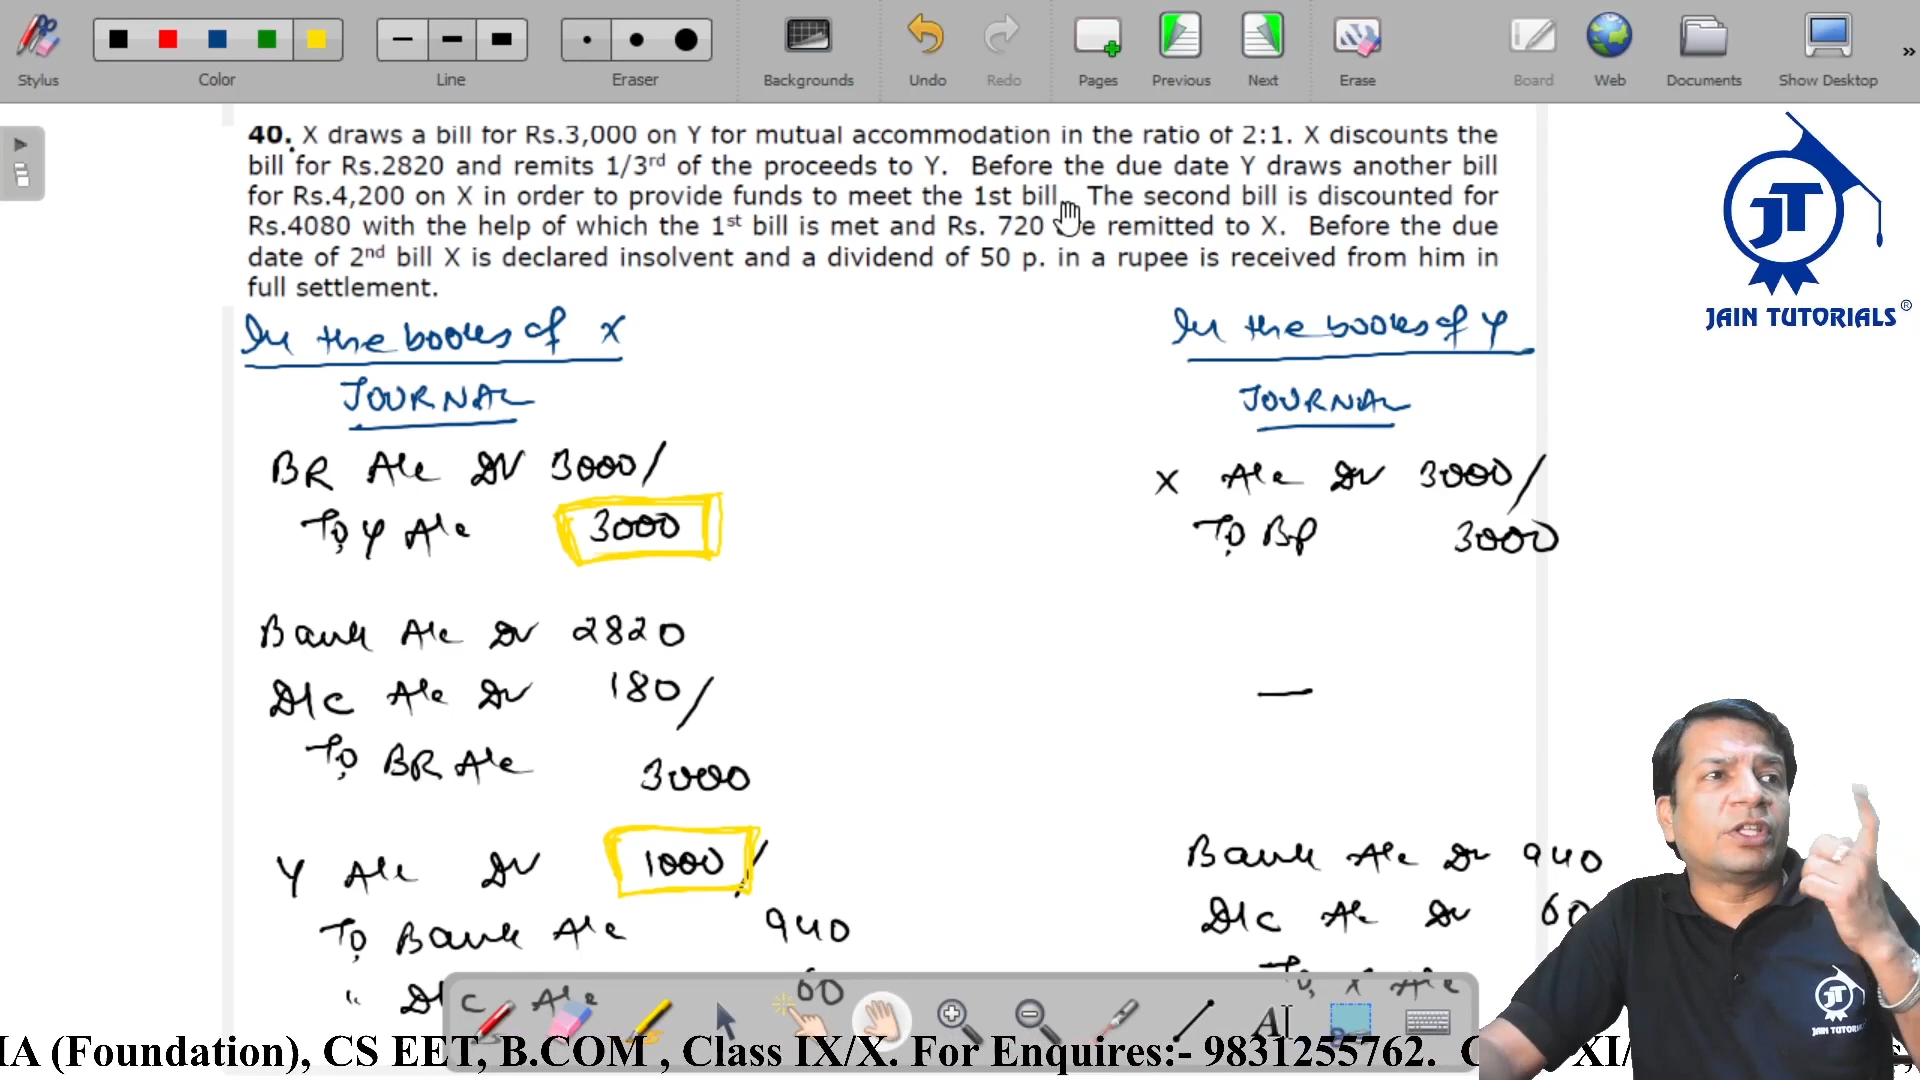 Stylus
Color
Line
Eraser
Backgrounds
Undo
Redo
Pages
Previous
Next
Erase
Board
Web
Documents
Show Desktop
»
40. X draws a bill for Rs.3,000 on Y for mutual accommodation in the ratio of 2:1. X discounts the
bill for Rs.2820 and remits 1/3rd of the proceeds to Y. Before the due date Y draws another bill
for Rs.4,200 on X in order to provide funds to meet the 1st bill. The second bill is discounted for
Rs.4080 with the help of which the 1st bill is met and Rs. 720 remitted to X. Before the due
date of 2nd bill X is declared insolvent and a dividend of 50 p. in a rupee is received from him in
full settlement.
JT
JAIN TUTORIALS®
In the books of X
JOURNAL
BR A/c Dr 3000/
To Y A/c 3000
Bank A/c Dr 2820
D/c A/c Dr 180/
To BR A/c 3000
Y A/c Dr 1000/
To Bank A/c 940
" D/c A/c 60
In the books of Y
JOURNAL
X A/c Dr 3000/
To BP 3000
—
Bank A/c Dr 940
D/c A/c Dr 60
To X A/c
JT
JAIN TUTORIALS
IA (Foundation), CS EET, B.COM , Class IX/X. For Enquires:- 9831255762.